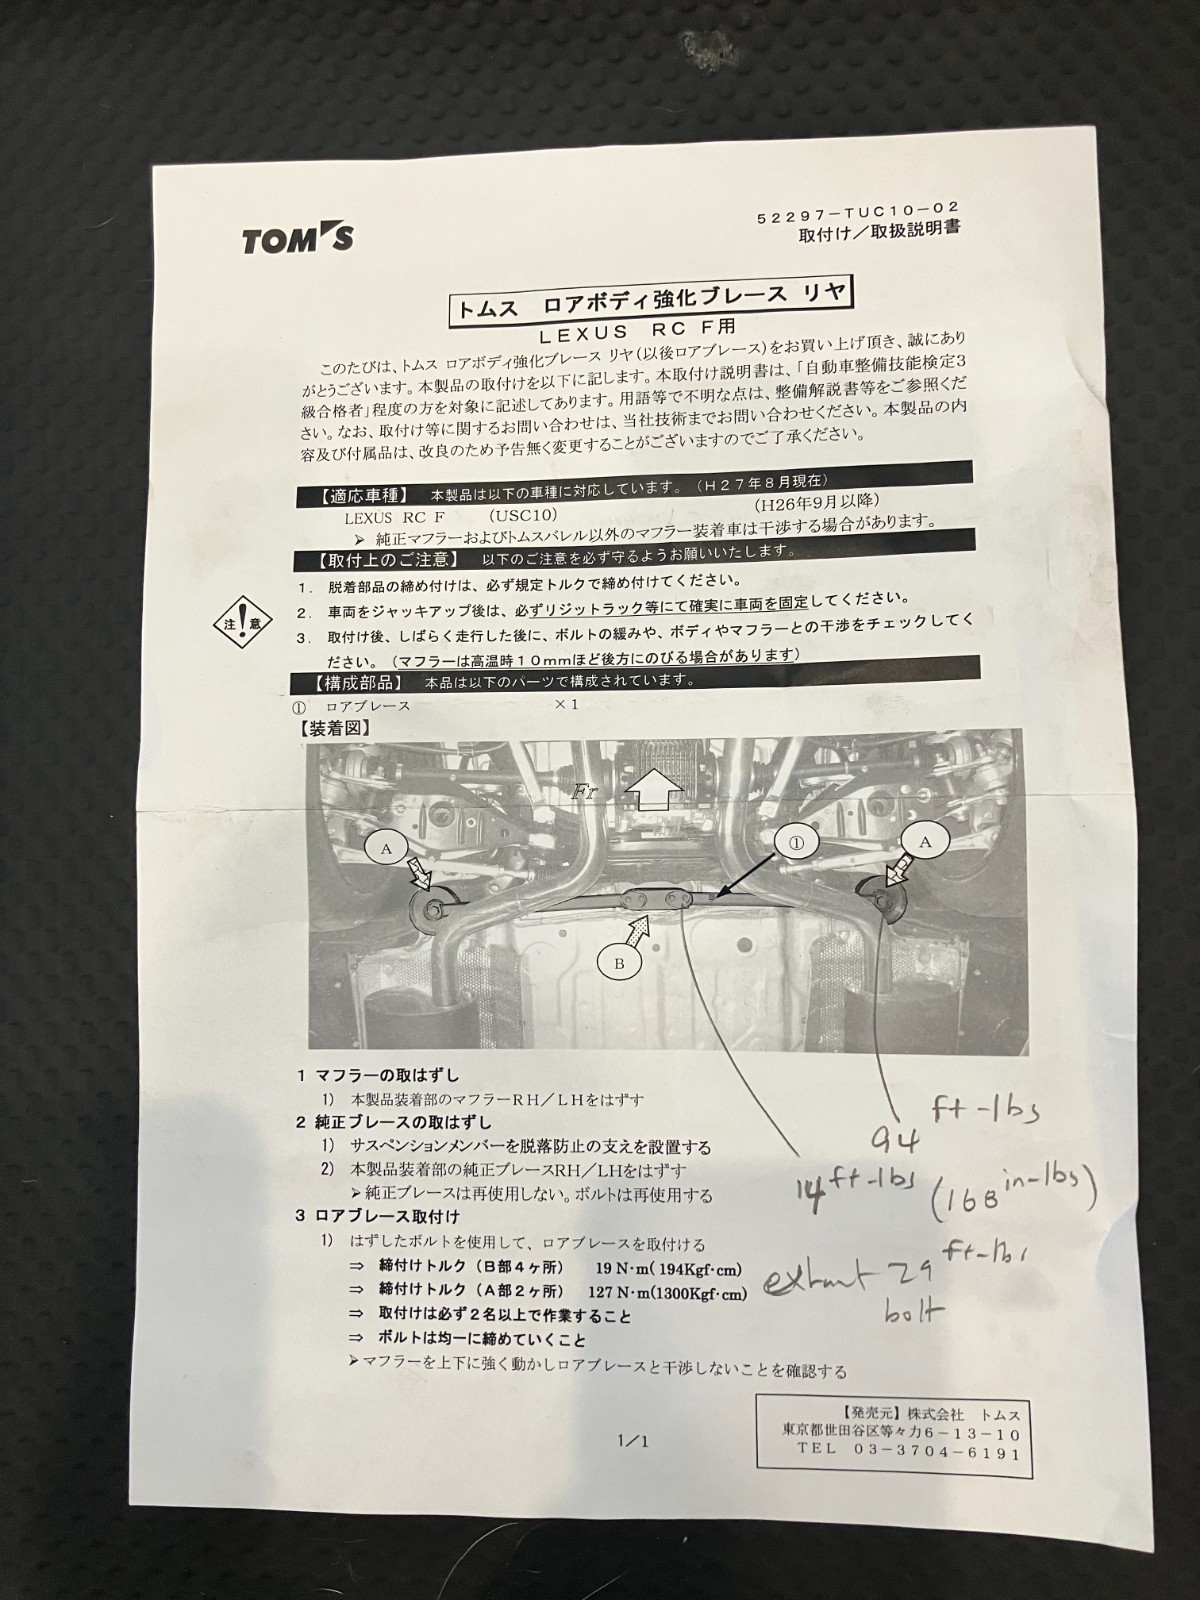 TOM'S
52297-TUC10-02
取付け／取扱説明書
トムス ロアボディ強化ブレース リヤ
LEXUS RC F用
このたびは、トムス ロアボディ強化ブレース リヤ(以後ロアブレース)をお買い上げ頂き、誠にあり
がとうございます。本製品の取付けを以下に記します。本取付け説明書は、「自動車整備技能検定3
級合格者」程度の方を対象に記述してあります。用語等で不明な点は、整備解説書等をご参照くだ
さい。なお、取付け等に関するお問い合わせは、当社技術までお問い合わせください。本製品の内
容及び付属品は、改良のため予告無く変更することがございますのでご了承ください。
【適応車種】 本製品は以下の車種に対応しています。（H27年8月現在）
LEXUS RC F (USC10) (H26年9月以降)
➢ 純正マフラーおよびトムスバレル以外のマフラー装着車は干渉する場合があります。
【取付上のご注意】 以下のご注意を必ず守るようお願いいたします。
注!意
1. 脱着部品の締め付けは、必ず規定トルクで締め付けてください。
2. 車両をジャッキアップ後は、必ずリジットラック等にて確実に車両を固定してください。
3. 取付け後、しばらく走行した後に、ボルトの緩みや、ボディやマフラーとの干渉をチェックしてく
ださい。（マフラーは高温時10mmほど後方にのびる場合があります）
【構成部品】 本品は以下のパーツで構成されています。
① ロアブレース ×1
【装着図】
Fr
A
①
A
B
1 マフラーの取はずし
1) 本製品装着部のマフラーRH／LHをはずす
2 純正ブレースの取はずし
1) サスペンションメンバーを脱落防止の支えを設置する
2) 本製品装着部の純正ブレースRH／LHをはずす
➢純正ブレースは再使用しない。ボルトは再使用する
3 ロアブレース取付け
1) はずしたボルトを使用して、ロアブレースを取付ける
⇒ 締付けトルク（B部4ヶ所） 19 N･m( 194Kgf･cm)
⇒ 締付けトルク（A部2ヶ所） 127 N･m(1300Kgf･cm)
⇒ 取付けは必ず2名以上で作業すること
⇒ ボルトは均一に締めていくこと
➢マフラーを上下に強く動かしロアブレースと干渉しないことを確認する
94 ft-lbs
14 ft-lbs (168 in-lbs)
exhaust 29 ft-lbs
bolt
【発売元】株式会社 トムス
東京都世田谷区等々力6－13－10
TEL 03－3704－6191
1／1